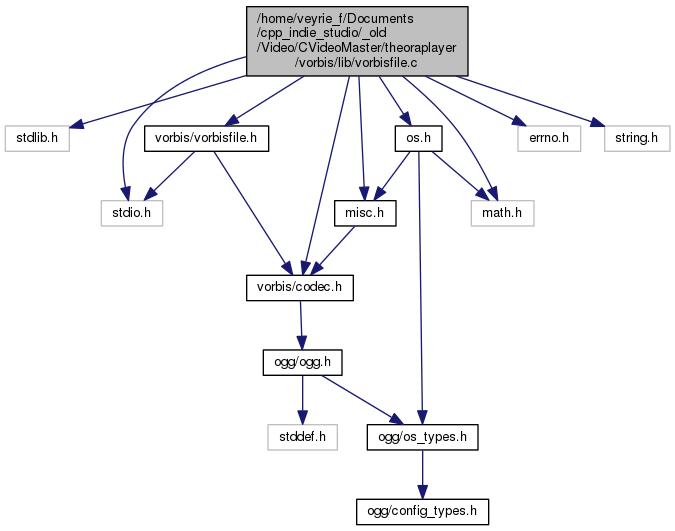 /home/veyrie_f/Documents
/cpp_indie_studio/_old
/Video/CVideoMaster/theoraplayer
/vorbis/lib/vorbisfile.c
stdlib.h
vorbis/vorbisfile.h
os.h
errno.h
string.h
stdio.h
misc.h
math.h
vorbis/codec.h
ogg/ogg.h
stddef.h
ogg/os_types.h
ogg/config_types.h